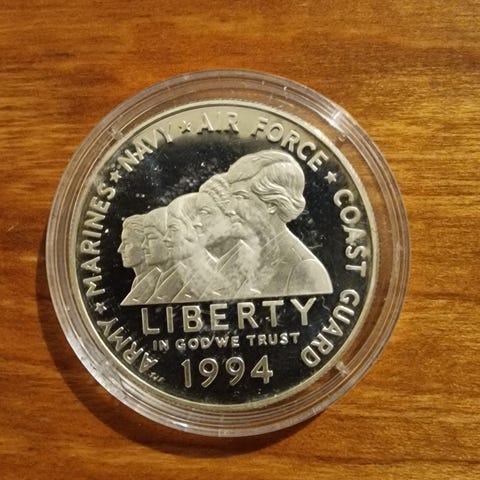 ARMY★MARINES★NAVY★AIR FORCE★COAST GUARD
LIBERTY
IN GOD WE TRUST
1994